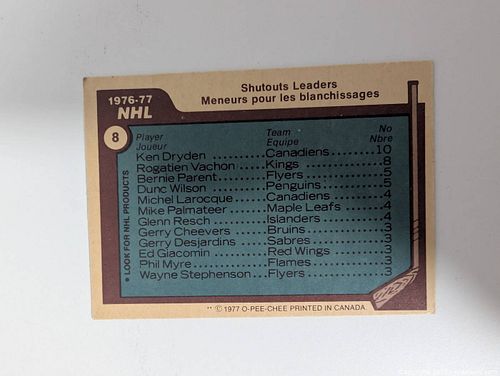 1976-77
NHL
Shutouts Leaders
Meneurs pour les blanchissages
8
Player Team No
Joueur Equipe Nbre
Ken Dryden..........Canadiens.........10
Rogatien Vachon....Kings................8
Bernie Parent.......Flyers................5
Dunc Wilson........Penguins............5
Michel Larocque....Canadiens..........4
Mike Palmateer.....Maple Leafs........4
Glenn Resch........Islanders............4
Gerry Cheevers.....Bruins...............3
Gerry Desjardins...Sabres..............3
Ed Giacomin........Red Wings..........3
Phil Myre...........Flames..............3
Wayne Stephenson...Flyers..............3
• LOOK FOR NHL PRODUCTS
** © 1977 O-PEE-CHEE PRINTED IN CANADA